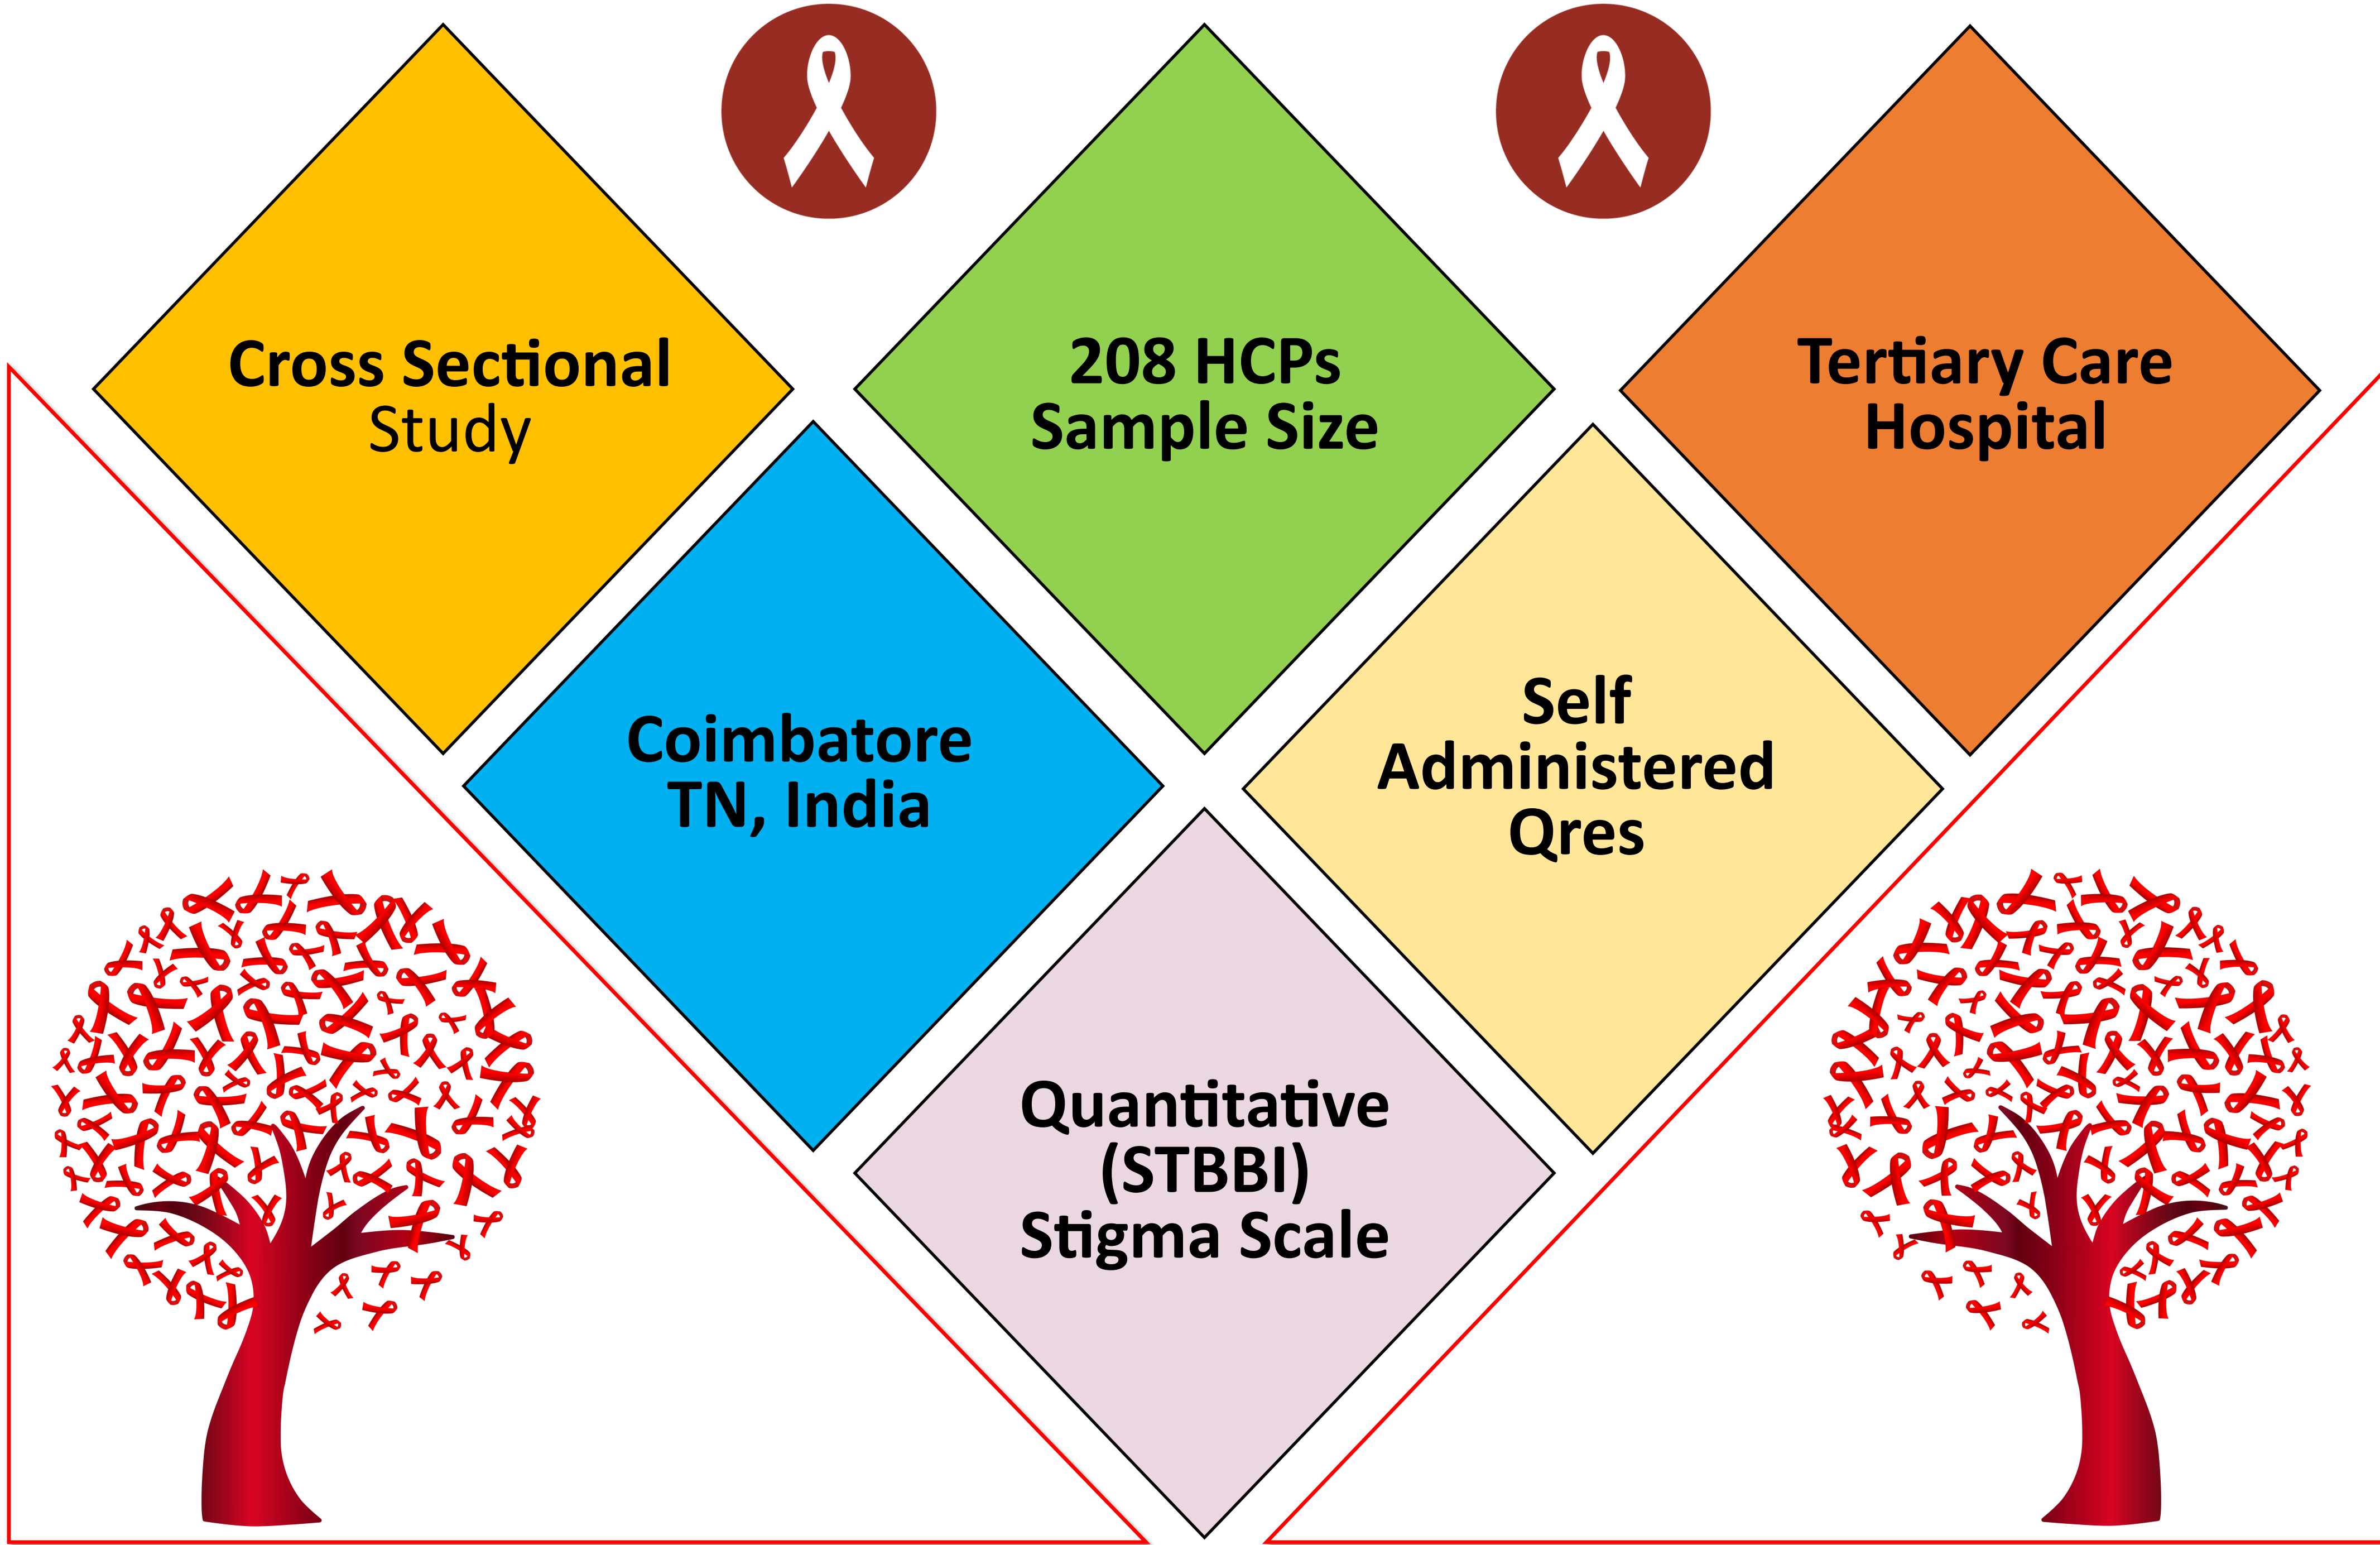 Cross Sectional
Study
208 HCPs
Sample Size
Tertiary Care
Hospital
Coimbatore
TN, India
Self
Administered
Qres
Quantitative
(STBBI)
Stigma Scale